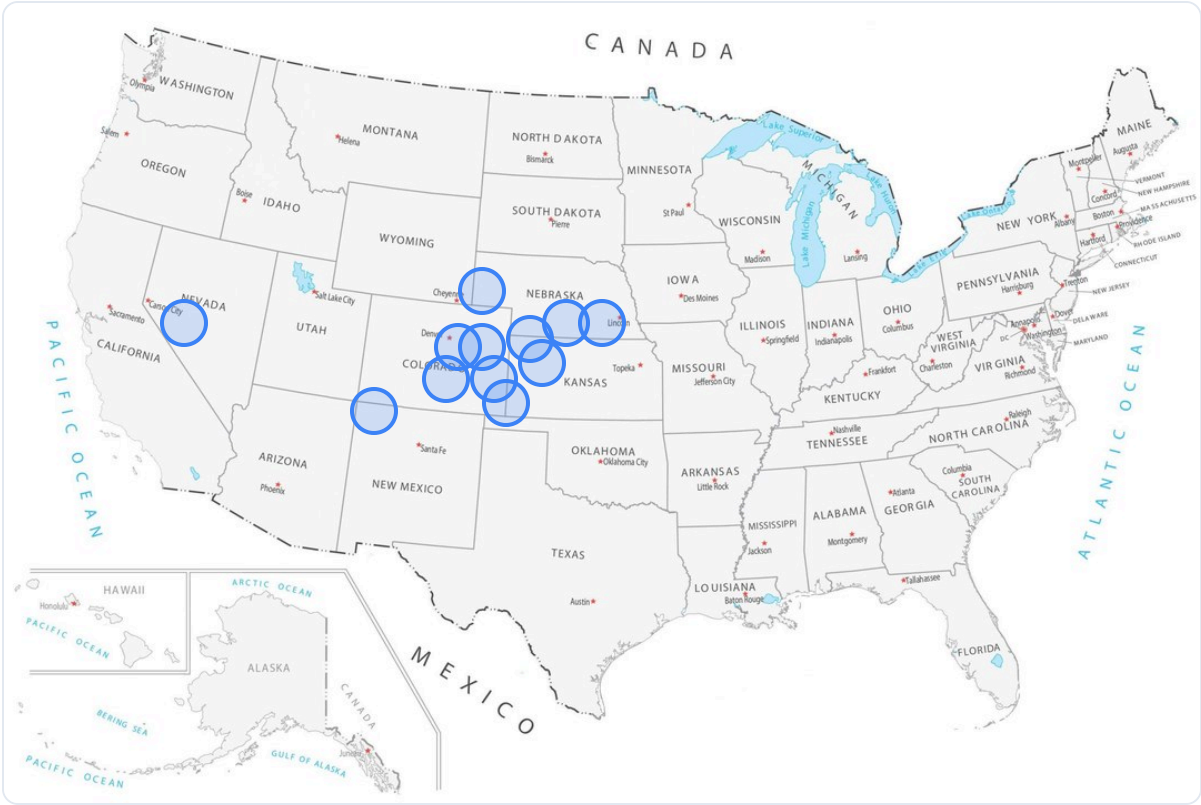 CANADA
WASHINGTON
Olympia
Salem
OREGON
MONTANA
Helena
Boise
IDAHO
NORTH DAKOTA
Bismarck
MINNESOTA
St Paul
SOUTH DAKOTA
Pierre
WYOMING
Cheyenne
Lake Superior
MICHIGAN
Lake Michigan
Lake Huron
Lansing
WISCONSIN
Madison
Lake Ontario
Lake Erie
MAINE
Augusta
Montpelier
VERMONT
NEW HAMPSHIRE
Concord
MASSACHUSETTS
Boston
Providence
RHODE ISLAND
CONNECTICUT
Hartford
NEW YORK
Albany
PENNSYLVANIA
Harrisburg
Trenton
NEW JERSEY
Dover
DELAWARE
Annapolis
Washington
DC
MARYLAND
NEVADA
Carson City
Sacramento
CALIFORNIA
Salt Lake City
UTAH
COLORADO
NEBRASKA
Lincoln
IOWA
Des Moines
ILLINOIS
Springfield
INDIANA
Indianapolis
OHIO
Columbus
WEST
VIRGINIA
Charleston
VIRGINIA
Richmond
KANSAS
Topeka
MISSOURI
Jefferson City
Frankfort
KENTUCKY
Nashville
TENNESSEE
Raleigh
NORTH CAROLINA
Columbia
SOUTH
CAROLINA
ARIZONA
Phoenix
Santa Fe
NEW MEXICO
OKLAHOMA
Oklahoma City
ARKANSAS
Little Rock
MISSISSIPPI
Jackson
ALABAMA
Montgomery
Atlanta
GEORGIA
TEXAS
Austin
LOUISIANA
Baton Rouge
Tallahassee
FLORIDA
PACIFIC OCEAN
ATLANTIC OCEAN
MEXICO
HAWAII
Honolulu
PACIFIC OCEAN
ARCTIC OCEAN
ALASKA
CANADA
Juneau
BERING SEA
GULF OF ALASKA
PACIFIC OCEAN